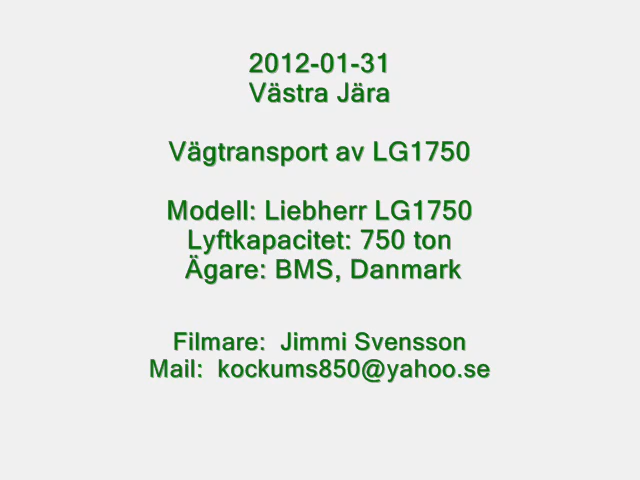 2012-01-31
Västra Jära
Vägtransport av LG1750
Modell: Liebherr LG1750
Lyftkapacitet: 750 ton
Ägare: BMS, Danmark
Filmare:  Jimmi Svensson
Mail:  kockums850@yahoo.se